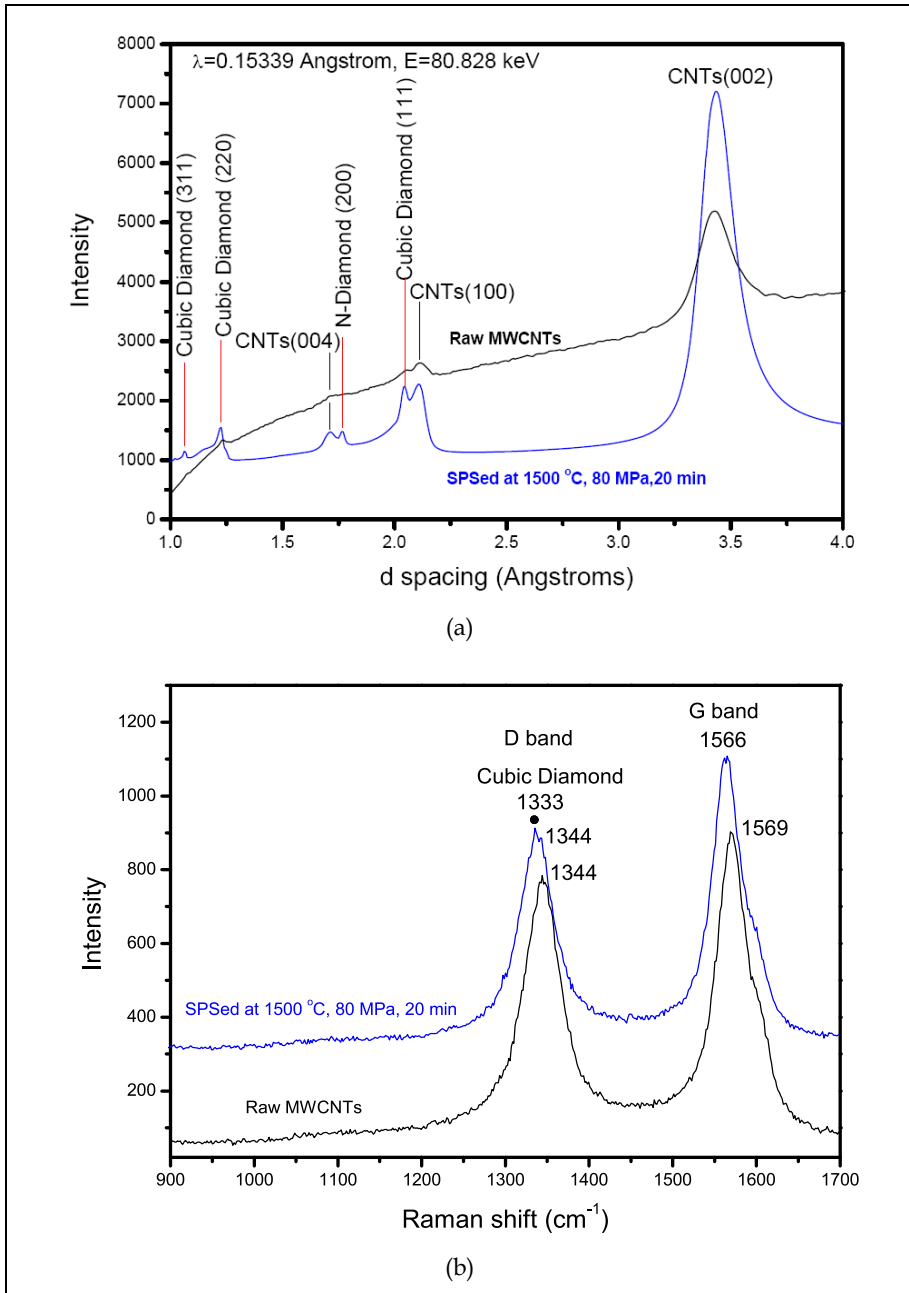 8000
7000
6000
5000
4000
3000
2000
1000
0
Intensity
λ=0.15339 Angstrom, E=80.828 keV
Cubic Diamond (311)
Cubic Diamond (220)
CNTs(004)
N-Diamond (200)
Cubic Diamond (111)
CNTs(100)
CNTs(002)
Raw MWCNTs
SPSed at 1500 °C, 80 MPa,20 min
1.0 1.5 2.0 2.5 3.0 3.5 4.0
d spacing (Angstroms)
(a)
1200
1000
800
600
400
200
Intensity
D band
Cubic Diamond
1333
1344
1344
G band
1566
1569
SPSed at 1500 °C, 80 MPa, 20 min
Raw MWCNTs
900 1000 1100 1200 1300 1400 1500 1600 1700
Raman shift (cm⁻¹)
(b)